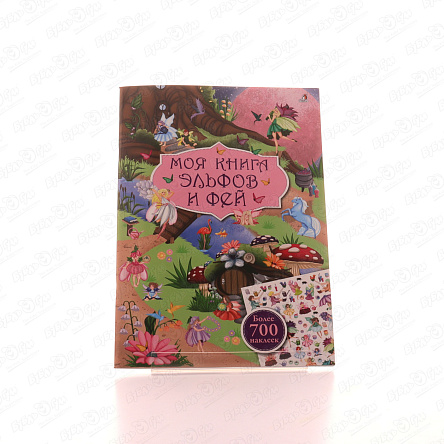 МОЯ КНИГА
ЭЛЬФОВ
И ФЕЙ
Более
700
наклеек